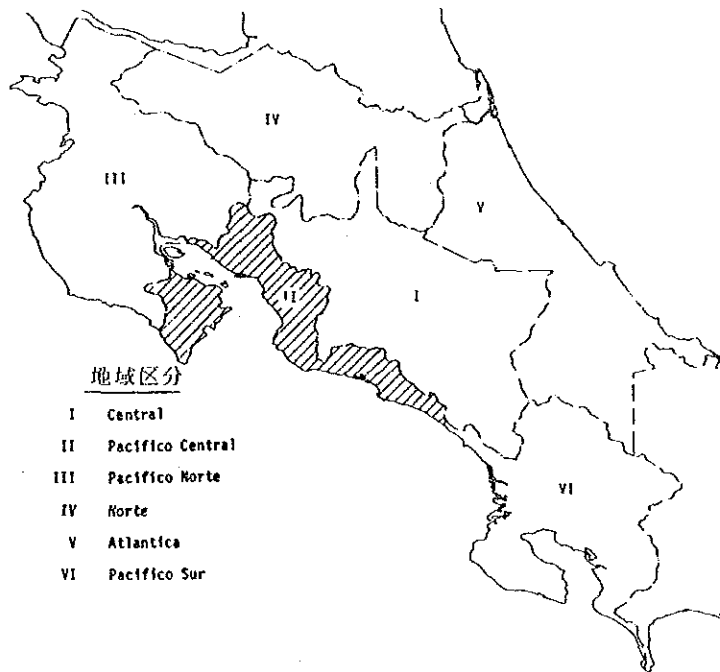 IV
III
V
II
I
VI
地域区分
I Central
II Pacifico Central
III Pacifico Norte
IV Norte
V Atlantica
VI Pacifico Sur